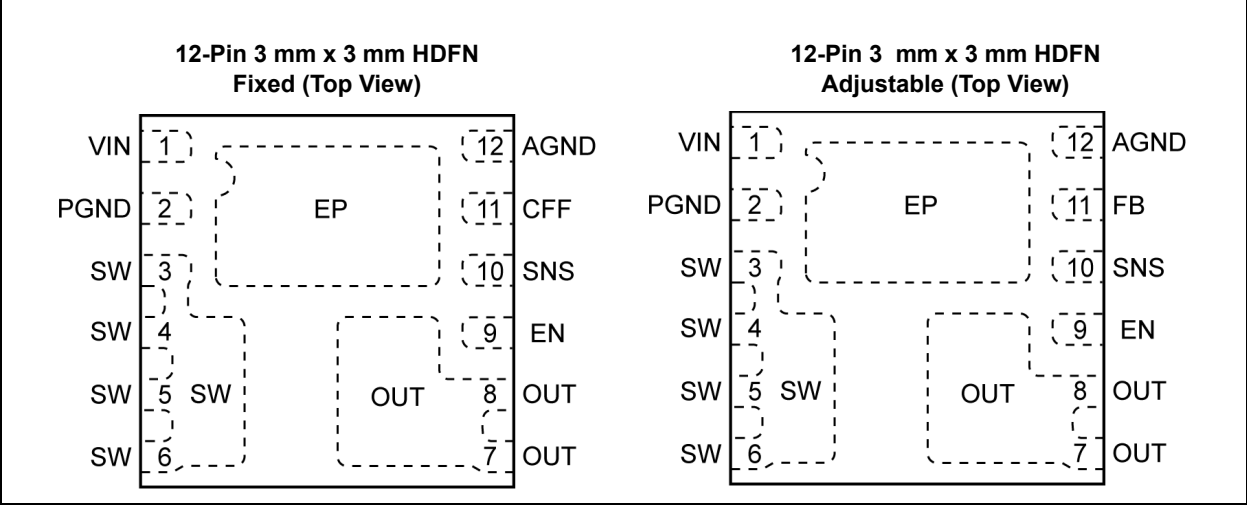 12-Pin 3 mm x 3 mm HDFN
Fixed (Top View)
VIN 1 12 AGND
PGND 2 EP 11 CFF
SW 3 10 SNS
SW 4 9 EN
SW 5 SW OUT 8 OUT
SW 6 7 OUT
12-Pin 3 mm x 3 mm HDFN
Adjustable (Top View)
VIN 1 12 AGND
PGND 2 EP 11 FB
SW 3 10 SNS
SW 4 9 EN
SW 5 SW OUT 8 OUT
SW 6 7 OUT